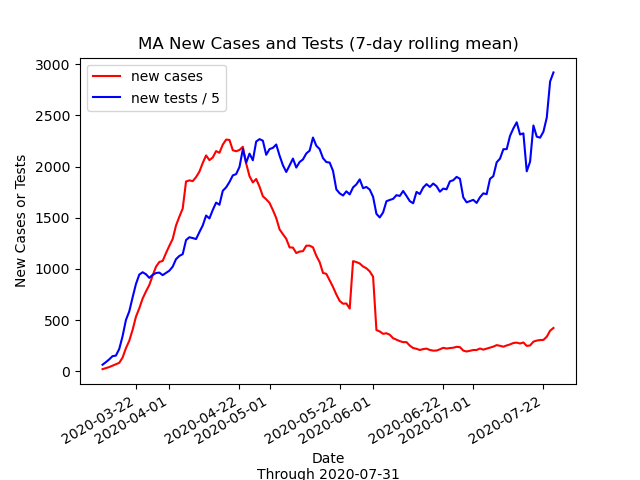 MA New Cases and Tests (7-day rolling mean)
new cases
new tests / 5
New Cases or Tests
3000
2500
2000
1500
1000
500
0
2020-03-22
2020-04-01
2020-04-22
2020-05-01
2020-05-22
2020-06-01
2020-06-22
2020-07-01
2020-07-22
Date
Through 2020-07-31